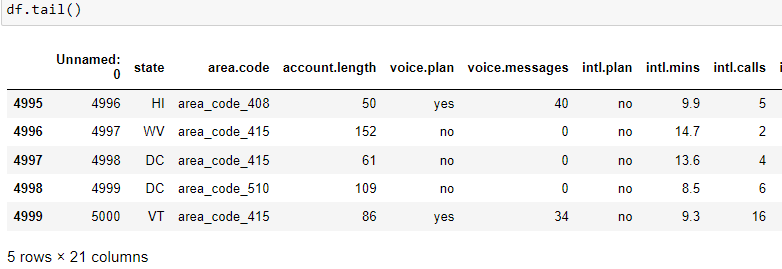 df.tail()
Unnamed: 0 state area.code account.length voice.plan voice.messages intl.plan intl.mins intl.calls
4995 4996 HI area_code_408 50 yes 40 no 9.9 5
4996 4997 WV area_code_415 152 no 0 no 14.7 2
4997 4998 DC area_code_415 61 no 0 no 13.6 4
4998 4999 DC area_code_510 109 no 0 no 8.5 6
4999 5000 VT area_code_415 86 yes 34 no 9.3 16
5 rows × 21 columns